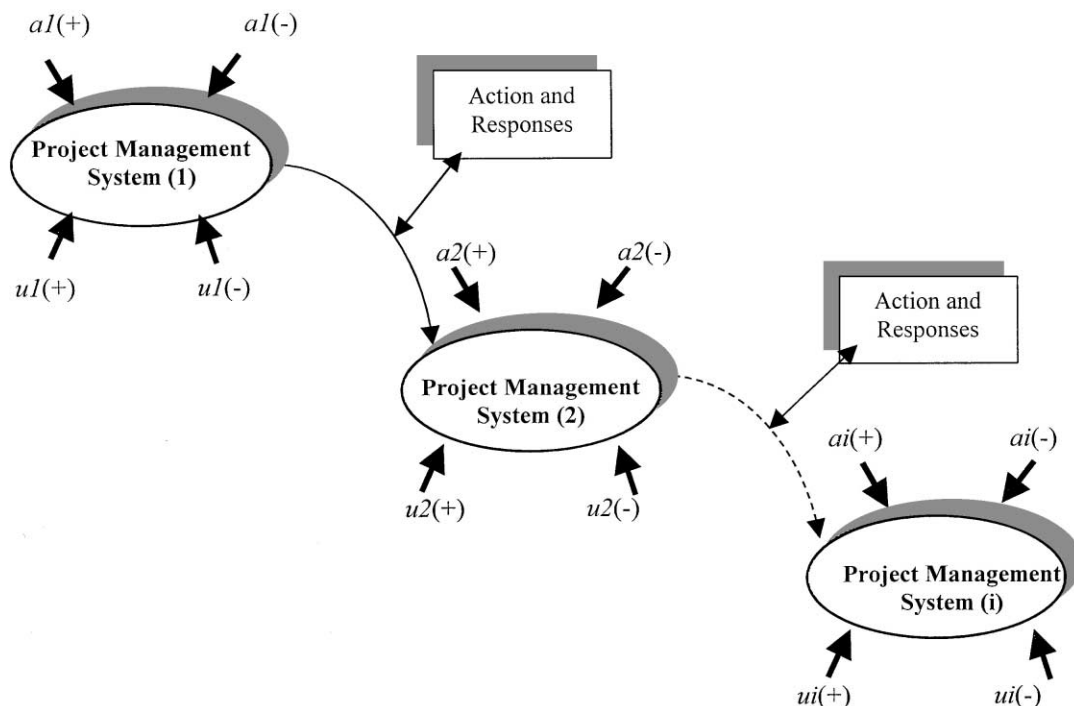 a1(+)
a1(-)
Action and
Responses
Project Management
System (1)
u1(+)
u1(-)
a2(+)
a2(-)
Action and
Responses
Project Management
System (2)
u2(+)
u2(-)
ai(+)
ai(-)
Project Management
System (i)
ui(+)
ui(-)